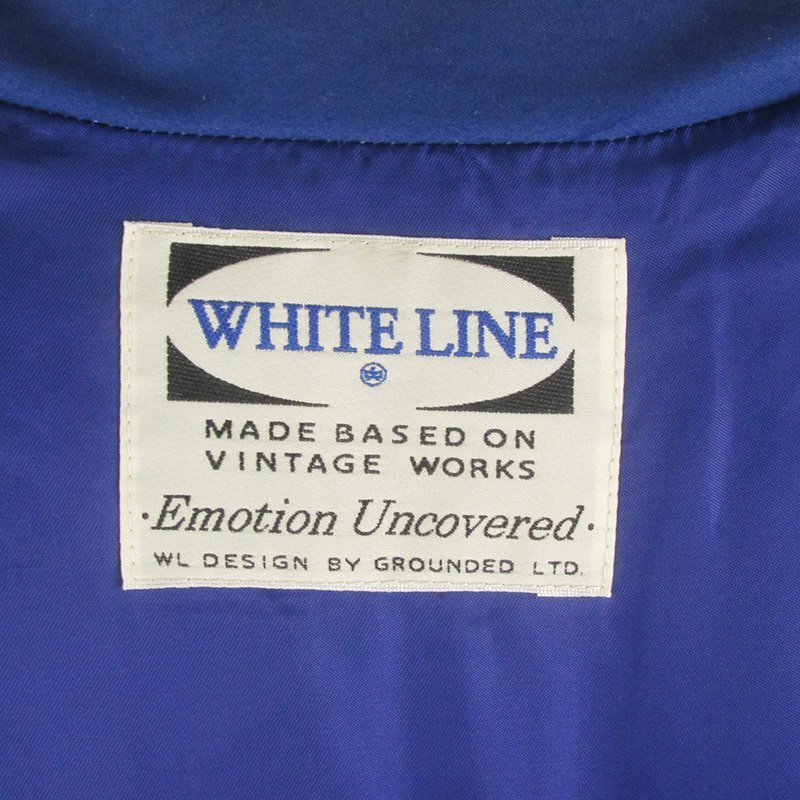 WHITE LINE
MADE BASED ON
VINTAGE WORKS
·Emotion Uncovered·
WL DESIGN BY GROUNDED LTD.